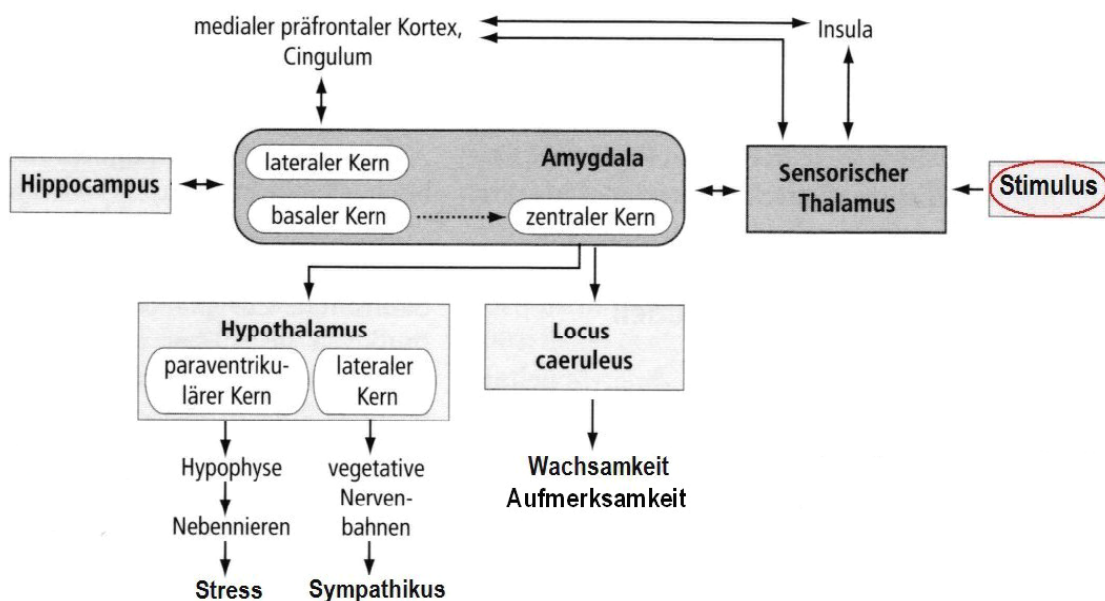 medialer präfrontaler Kortex,
Cingulum
Insula
lateraler Kern
Amygdala
Hippocampus
basaler Kern
zentraler Kern
Sensorischer
Thalamus
Stimulus
Hypothalamus
paraventriku-
lärer Kern
lateraler
Kern
Locus
caeruleus
Hypophyse
vegetative
Nerven-
bahnen
Wachsamkeit
Aufmerksamkeit
Nebennieren
Stress
Sympathikus